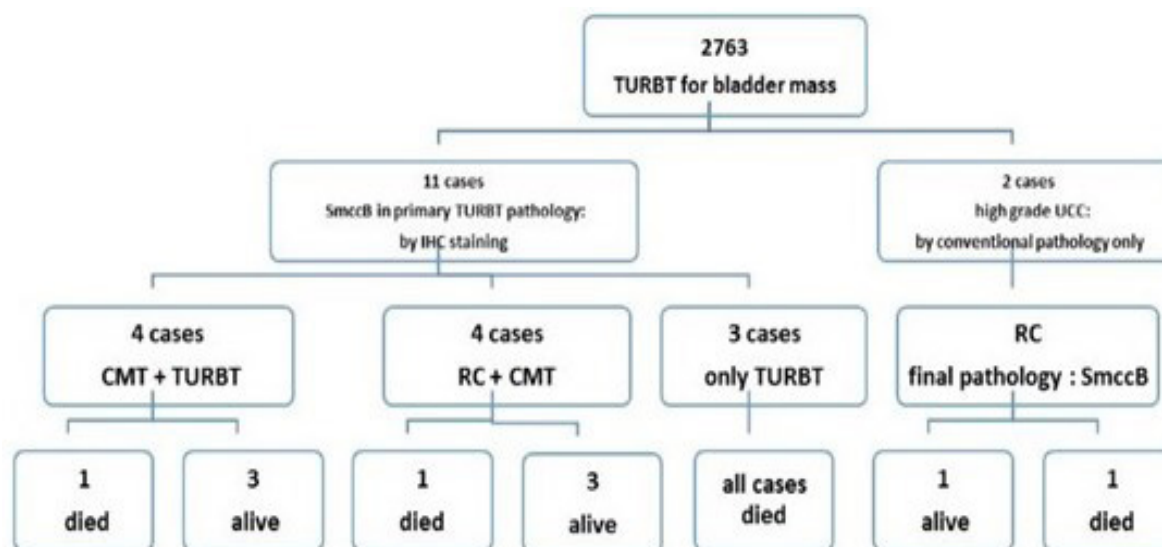 2763
TURBT for bladder mass
11 cases
SmccB in primary TURBT pathology:
by IHC staining
2 cases
high grade UCC:
by conventional pathology only
4 cases
CMT + TURBT
4 cases
RC + CMT
3 cases
only TURBT
RC
final pathology : SmccB
1
died
3
alive
1
died
3
alive
all cases
died
1
alive
1
died